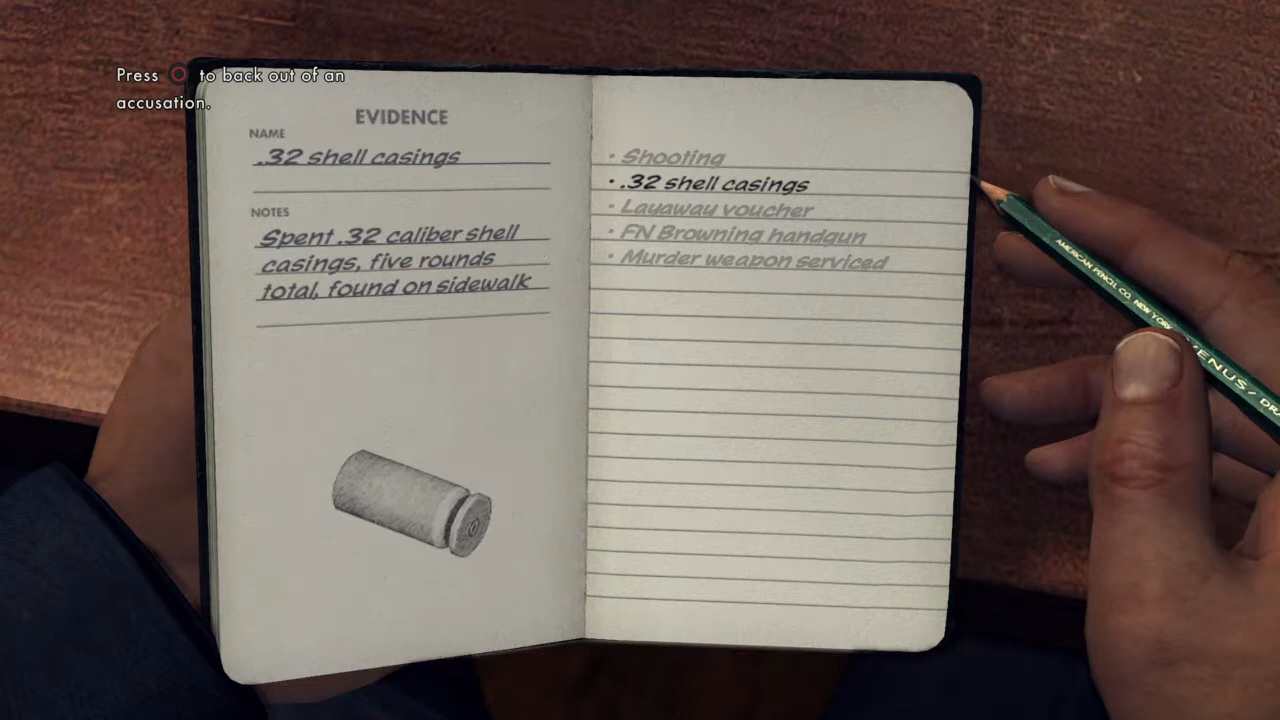 Press O to back out of an
accusation.
EVIDENCE
NAME
.32 shell casings
NOTES
Spent .32 caliber shell
casings, five rounds
total, found on sidewalk
• Shooting
• .32 shell casings
• Layaway voucher
• FN Browning handgun
• Murder weapon serviced
AMERICAN PENCIL CO. NEW YORK
VENUS